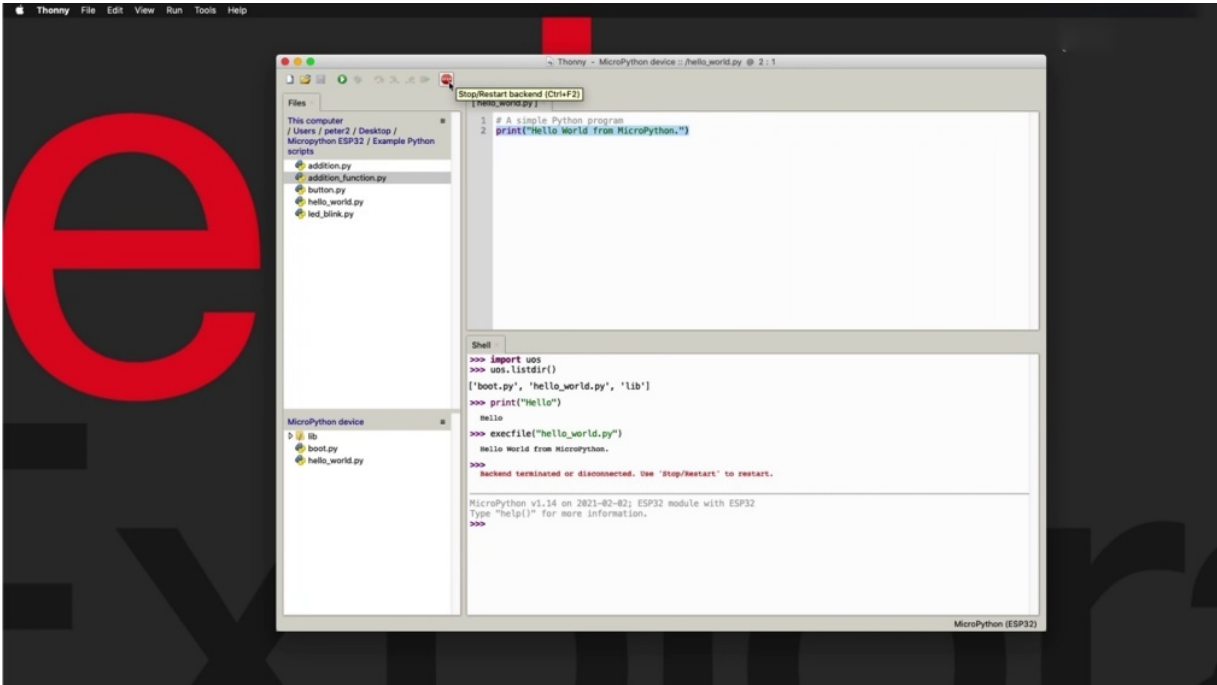 Thonny File Edit View Run Tools Help
Thonny - MicroPython device :: /hello_world.py @ 2 : 1
Stop/Restart backend (Ctrl+F2)
Files
This computer
/ Users / peter2 / Desktop /
Micropython ESP32 / Example Python
scripts
addition.py
addition_function.py
button.py
hello_world.py
led_blink.py
MicroPython device
lib
boot.py
hello_world.py
[ hello_world.py ]
1 # A simple Python program
2 print("Hello World from MicroPython.")
Shell
>>> import uos
>>> uos.listdir()
['boot.py', 'hello_world.py', 'lib']
>>> print("Hello")
Hello
>>> execfile("hello_world.py")
Hello World from MicroPython.
>>>
Backend terminated or disconnected. Use 'Stop/Restart' to restart.
MicroPython v1.14 on 2021-02-02; ESP32 module with ESP32
Type "help()" for more information.
>>>
MicroPython (ESP32)
e
Explora